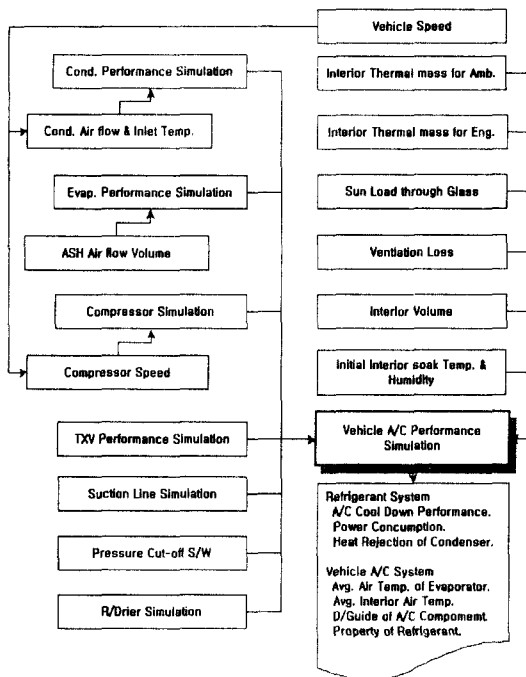 Vehicle Speed
Cond. Performance Simulation
Interior Thermal mass for Amb.
Cond. Air flow & Inlet Temp.
Interior Thermal mass for Eng.
Evap. Performance Simulation
Sun Load through Glass
ASH Air flow Volume
Ventilation Loss
Compressor Simulation
Interior Volume
Compressor Speed
Initial Interior soak Temp. &
Humidity
TXV Performance Simulation
Vehicle A/C Performance
Simulation
Suction Line Simulation
Pressure Cut-off S/W
R/Drier Simulation
Refrigerant System
A/C Cool Down Performance.
Power Concumption.
Heat Rejection of Condenser.
Vehicle A/C System
Avg. Air Temp. of Evaporator.
Avg. Interior Air Temp.
D/Guide of A/C Compomemt.
Property of Refrigerant.